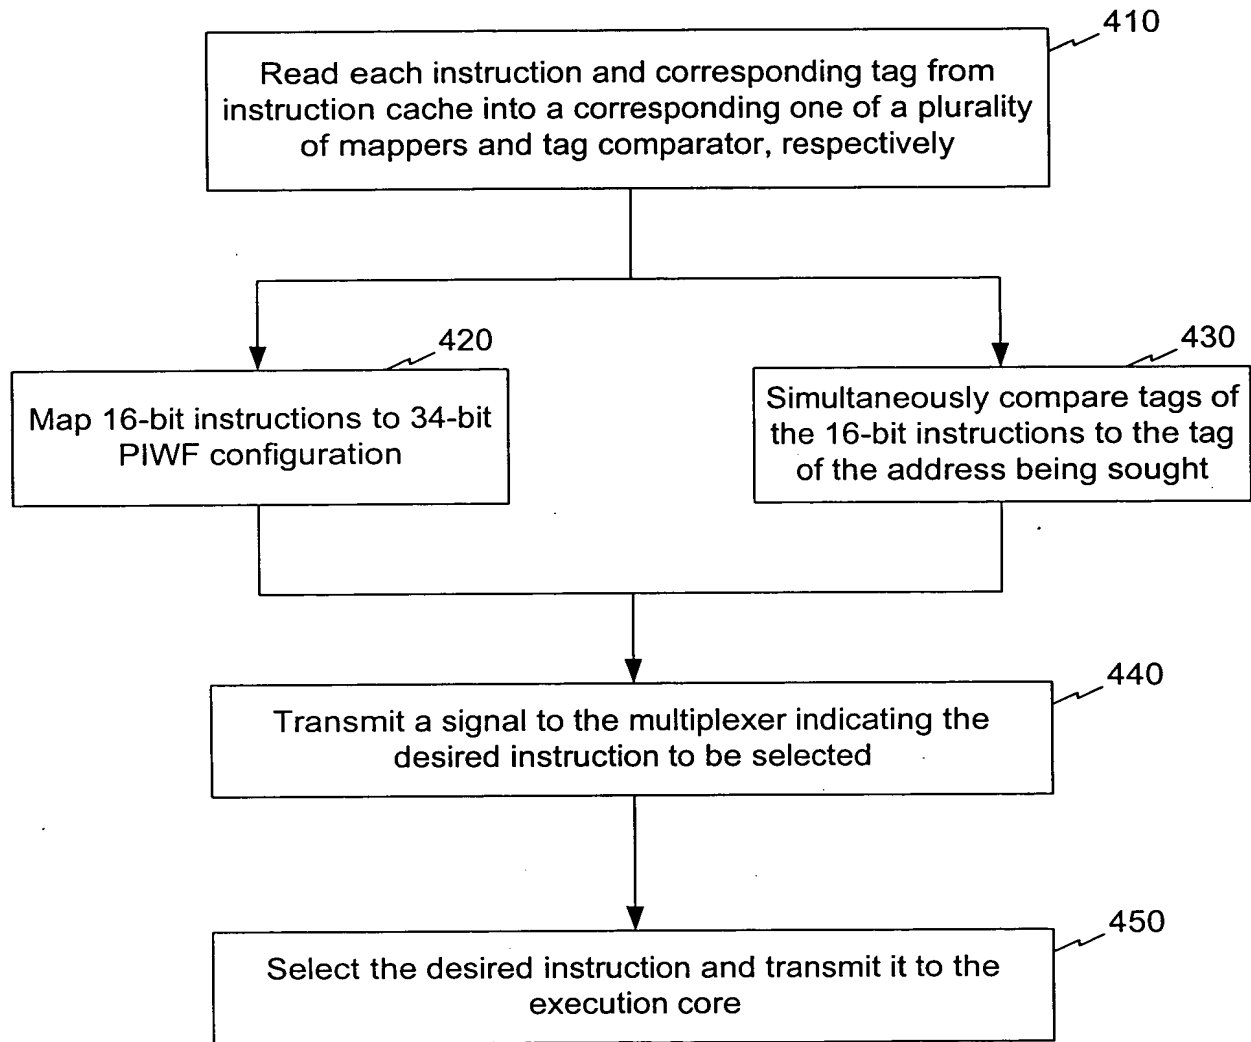 410
Read each instruction and corresponding tag from
instruction cache into a corresponding one of a plurality
of mappers and tag comparator, respectively
420
430
Map 16-bit instructions to 34-bit
PIWF configuration
Simultaneously compare tags of
the 16-bit instructions to the tag
of the address being sought
440
Transmit a signal to the multiplexer indicating the
desired instruction to be selected
450
Select the desired instruction and transmit it to the
execution core